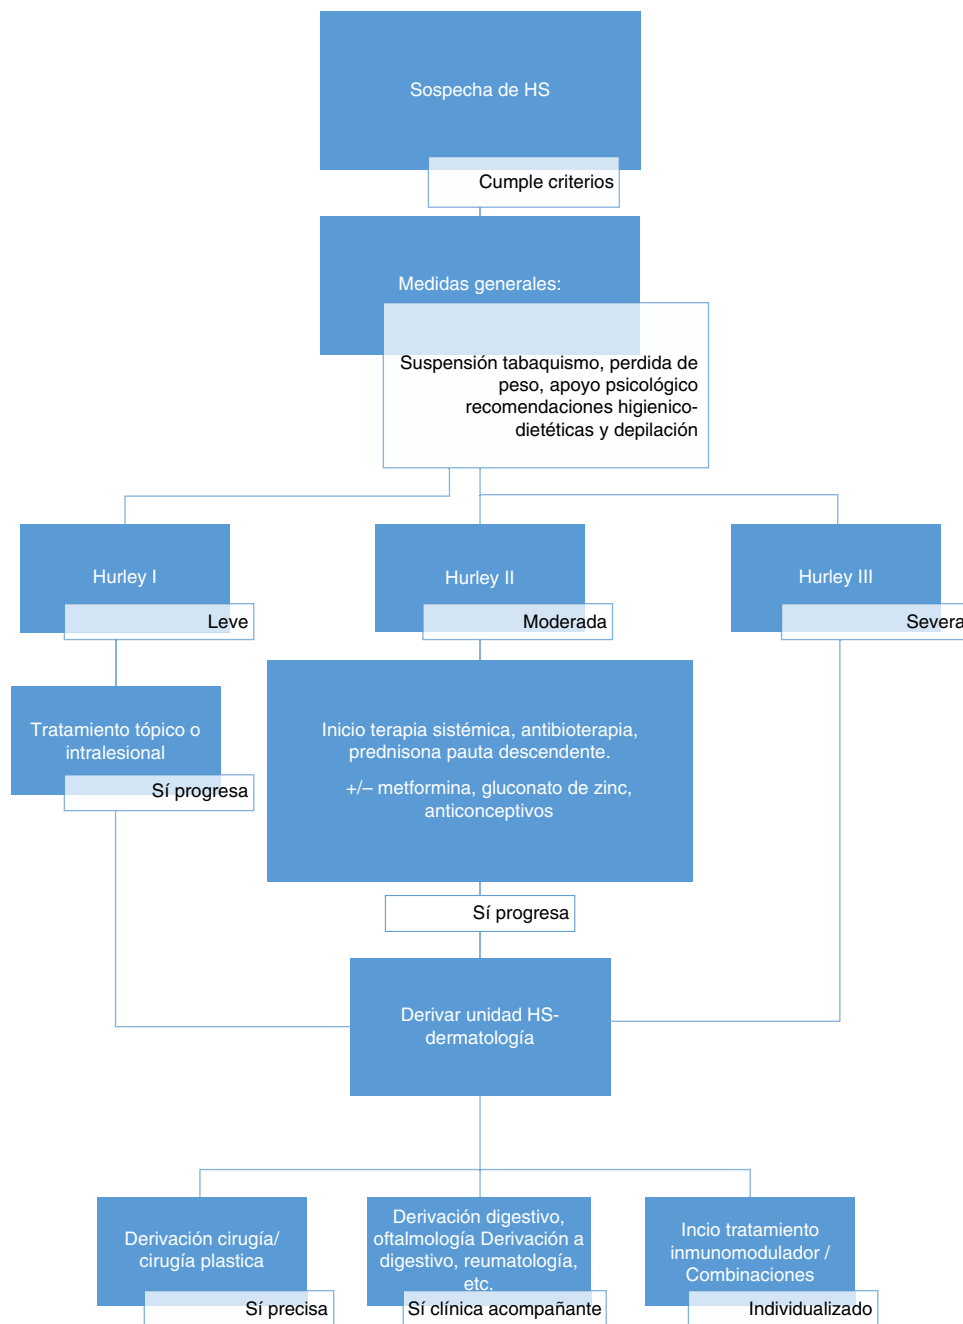 Sospecha de HS
Cumple criterios
Medidas generales:
Suspensión tabaquismo, perdida de
peso, apoyo psicológico
recomendaciones higienico-
dietéticas y depilación
Hurley I
Leve
Hurley II
Moderada
Hurley III
Severa
Tratamiento tópico o
intralesional
Sí progresa
Inicio terapia sistémica, antibioterapia,
prednisona pauta descendente.
+/– metformina, gluconato de zinc,
anticonceptivos
Sí progresa
Derivar unidad HS-
dermatología
Derivación cirugía/
cirugía plastica
Sí precisa
Derivación digestivo,
oftalmología Derivación a
digestivo, reumatología,
etc.
Sí clínica acompañante
Incio tratamiento
inmunomodulador /
Combinaciones
Individualizado